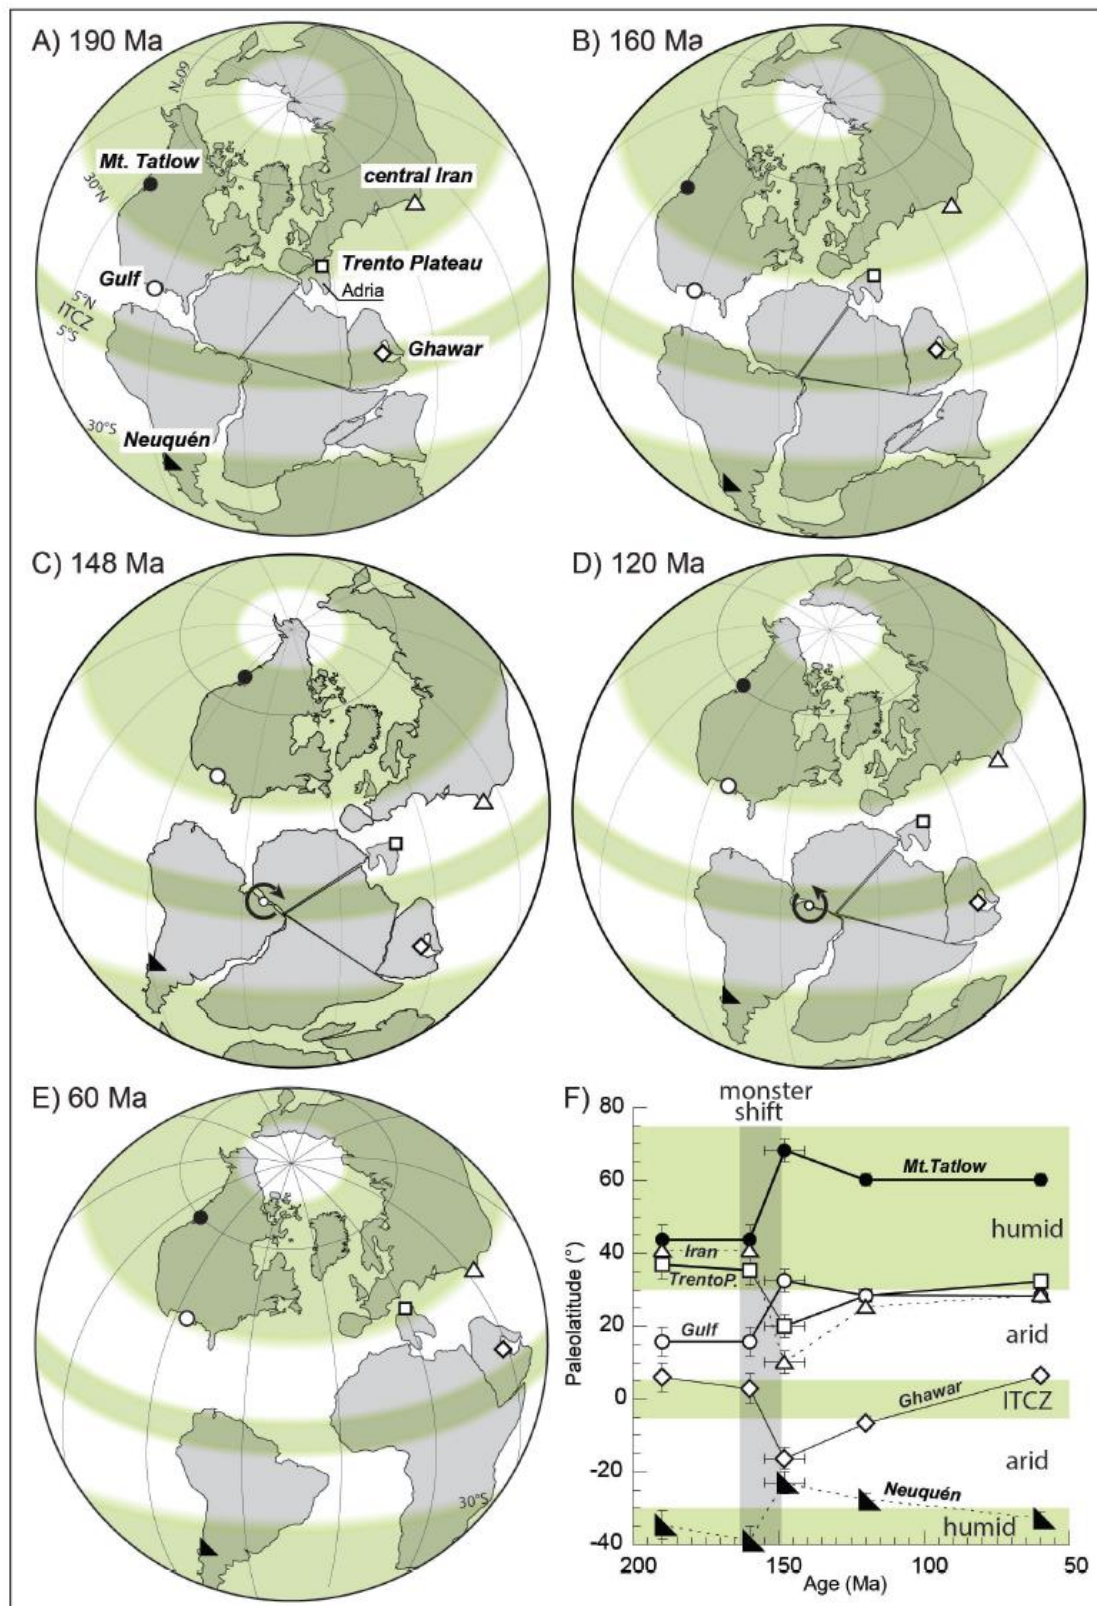 A) 190 Ma
B) 160 Ma
60°N
Mt. Tatlow
central Iran
30°N
Trento Plateau
Adria
Gulf
5°N
ITCZ
5°S
Ghawar
30°S
Neuquén
C) 148 Ma
D) 120 Ma
E) 60 Ma
30°S
F)
monster
shift
80
60
40
20
0
-20
-40
Paleolatitude (°)
Mt.Tatlow
humid
Iran
TrentoP.
Gulf
arid
Ghawar
ITCZ
arid
Neuquén
humid
200
150
100
50
Age (Ma)